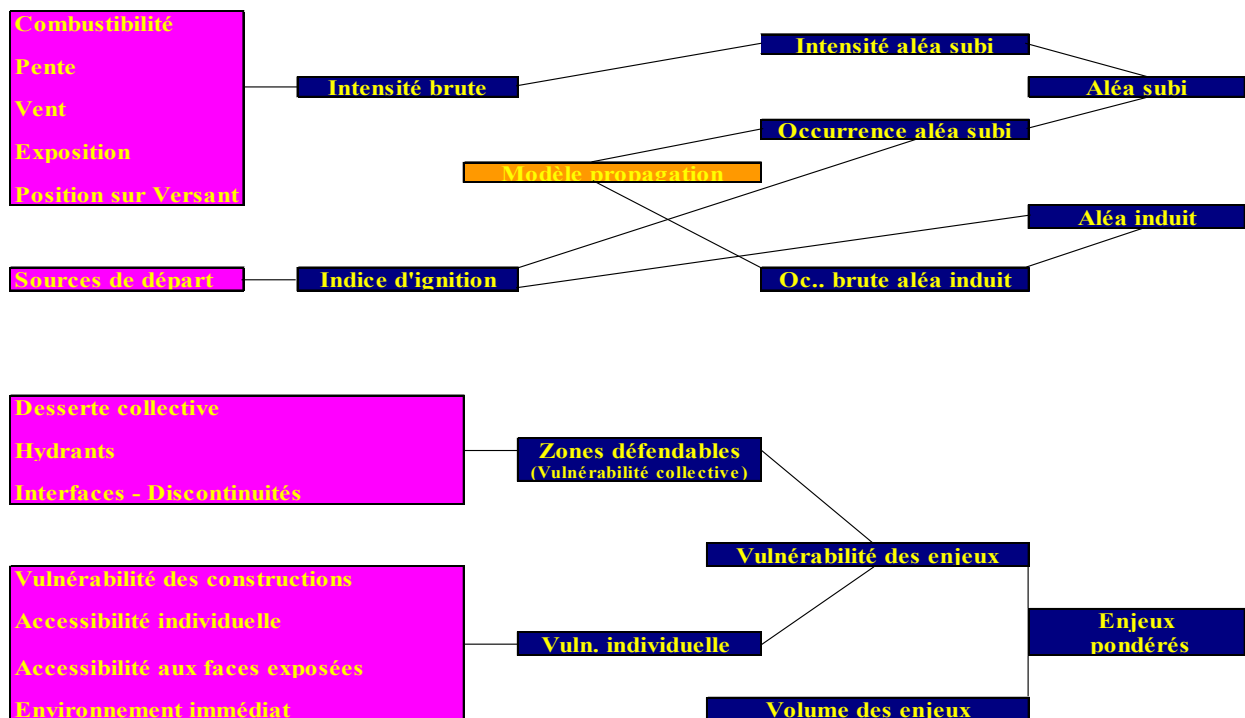 Combustibilité
Pente
Vent
Exposition
Position sur Versant
Intensité brute
Intensité aléa subi
Aléa subi
Occurrence aléa subi
Modèle propagation
Aléa induit
Sources de départ
Indice d'ignition
Oc.. brute aléa induit
Desserte collective
Hydrants
Interfaces - Discontinuités
Zones défendables
(Vulnérabilité collective)
Vulnérabilité des enjeux
Vulnérabilité des constructions
Accessibilité individuelle
Accessibilité aux faces exposées
Environnement immédiat
Vuln. individuelle
Enjeux
pondérés
Volume des enjeux